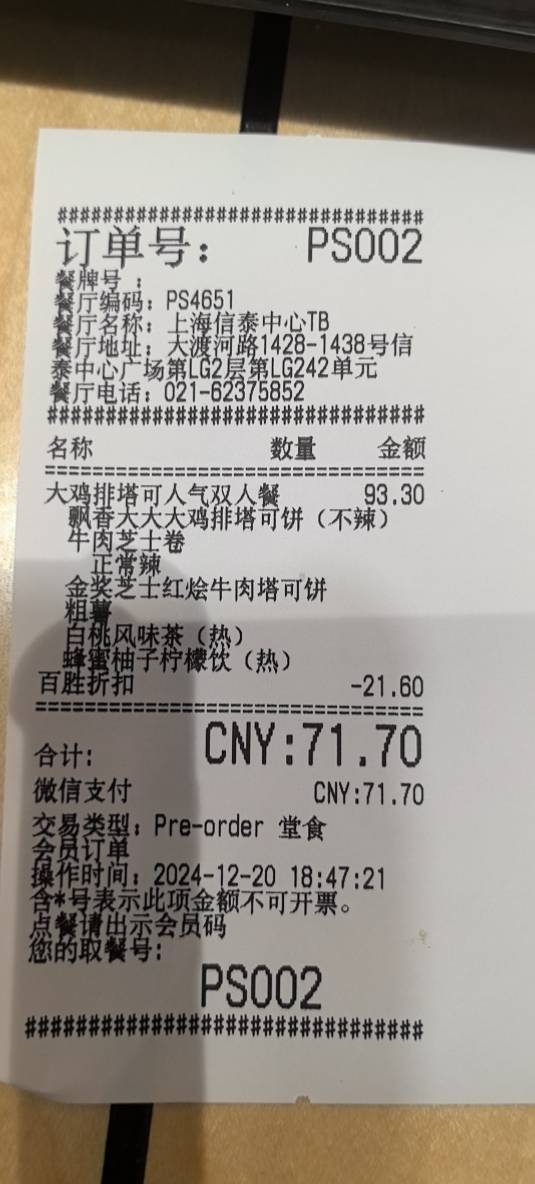 ##############################
订单号： PS002
餐牌号：
餐厅编码：PS4651
餐厅名称：上海信泰中心TB
餐厅地址：大渡河路1428-1438号信
泰中心广场第LG2层第LG242单元
餐厅电话：021-62375852
##############################
名称 数量 金额
==============================
大鸡排塔可人气双人餐 93.30
飘香大大大鸡排塔可饼（不辣）
牛肉芝士卷
正常辣
金奖芝士红烩牛肉塔可饼
粗薯
白桃风味茶（热）
蜂蜜柚子柠檬饮（热）
百胜折扣 -21.60
==============================
合计: CNY:71.70
微信支付 CNY:71.70
交易类型：Pre-order 堂食
会员订单
操作时间：2024-12-20 18:47:21
含*号表示此项金额不可开票。
点餐请出示会员码
您的取餐号:
PS002
##############################